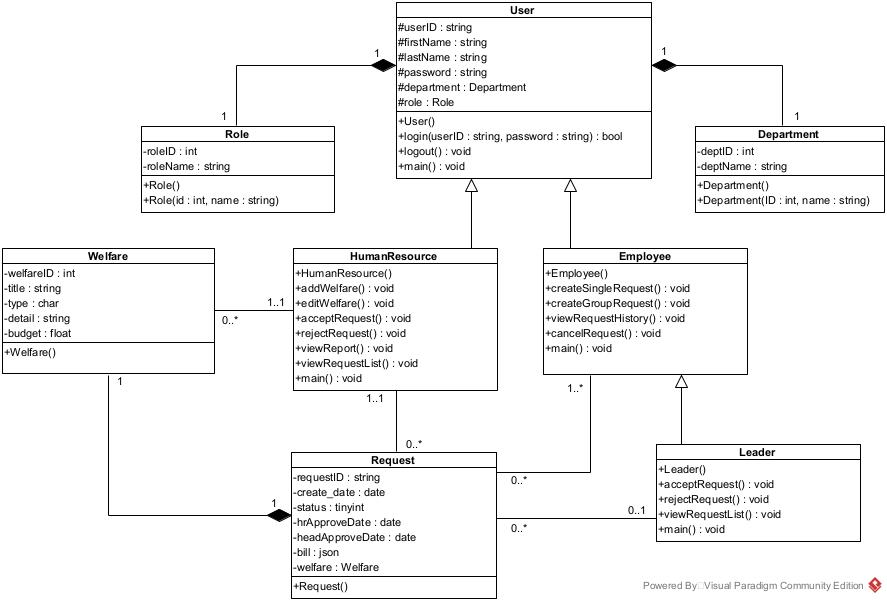 User
#userID : string
#firstName : string
#lastName : string
#password : string
#department : Department
#role : Role
+User()
+login(userID : string, password : string) : bool
+logout() : void
+main() : void
1
1
1
1
Role
-roleID : int
-roleName : string
+Role()
+Role(id : int, name : string)
Department
-deptID : int
-deptName : string
+Department()
+Department(ID : int, name : string)
Welfare
-welfareID : int
-title : string
-type : char
-detail : string
-budget : float
+Welfare()
1..1
0..*
HumanResource
+HumanResource()
+addWelfare() : void
+editWelfare() : void
+acceptRequest() : void
+rejectRequest() : void
+viewReport() : void
+viewRequestList() : void
+main() : void
Employee
+Employee()
+createSingleRequest() : void
+createGroupRequest() : void
+viewRequestHistory() : void
+cancelRequest() : void
+main() : void
1
1..1
1..*
0..*
Request
-requestID : string
-create_date : date
-status : tinyint
-hrApproveDate : date
-headApproveDate : date
-bill : json
-welfare : Welfare
+Request()
1
0..*
0..1
0..*
Leader
+Leader()
+acceptRequest() : void
+rejectRequest() : void
+viewRequestList() : void
+main() : void
Powered By Visual Paradigm Community Edition